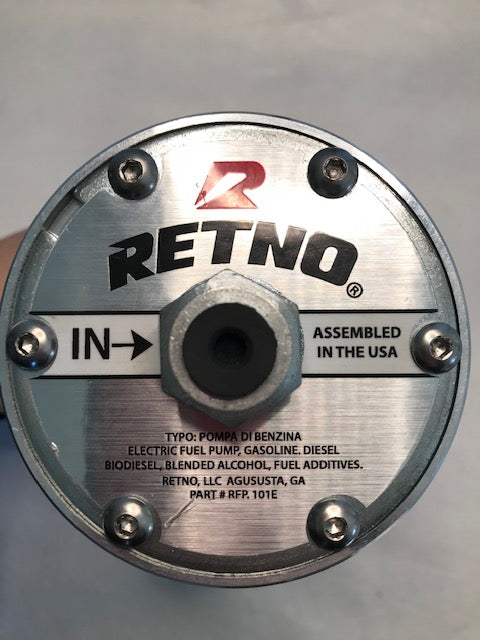 R
RETNO®
IN→
ASSEMBLED
IN THE USA
TYPO: POMPA DI BENZINA
ELECTRIC FUEL PUMP, GASOLINE. DIESEL
BIODIESEL, BLENDED ALCOHOL, FUEL ADDITIVES.
RETNO, LLC AGUSUSTA, GA
PART # RFP. 101E